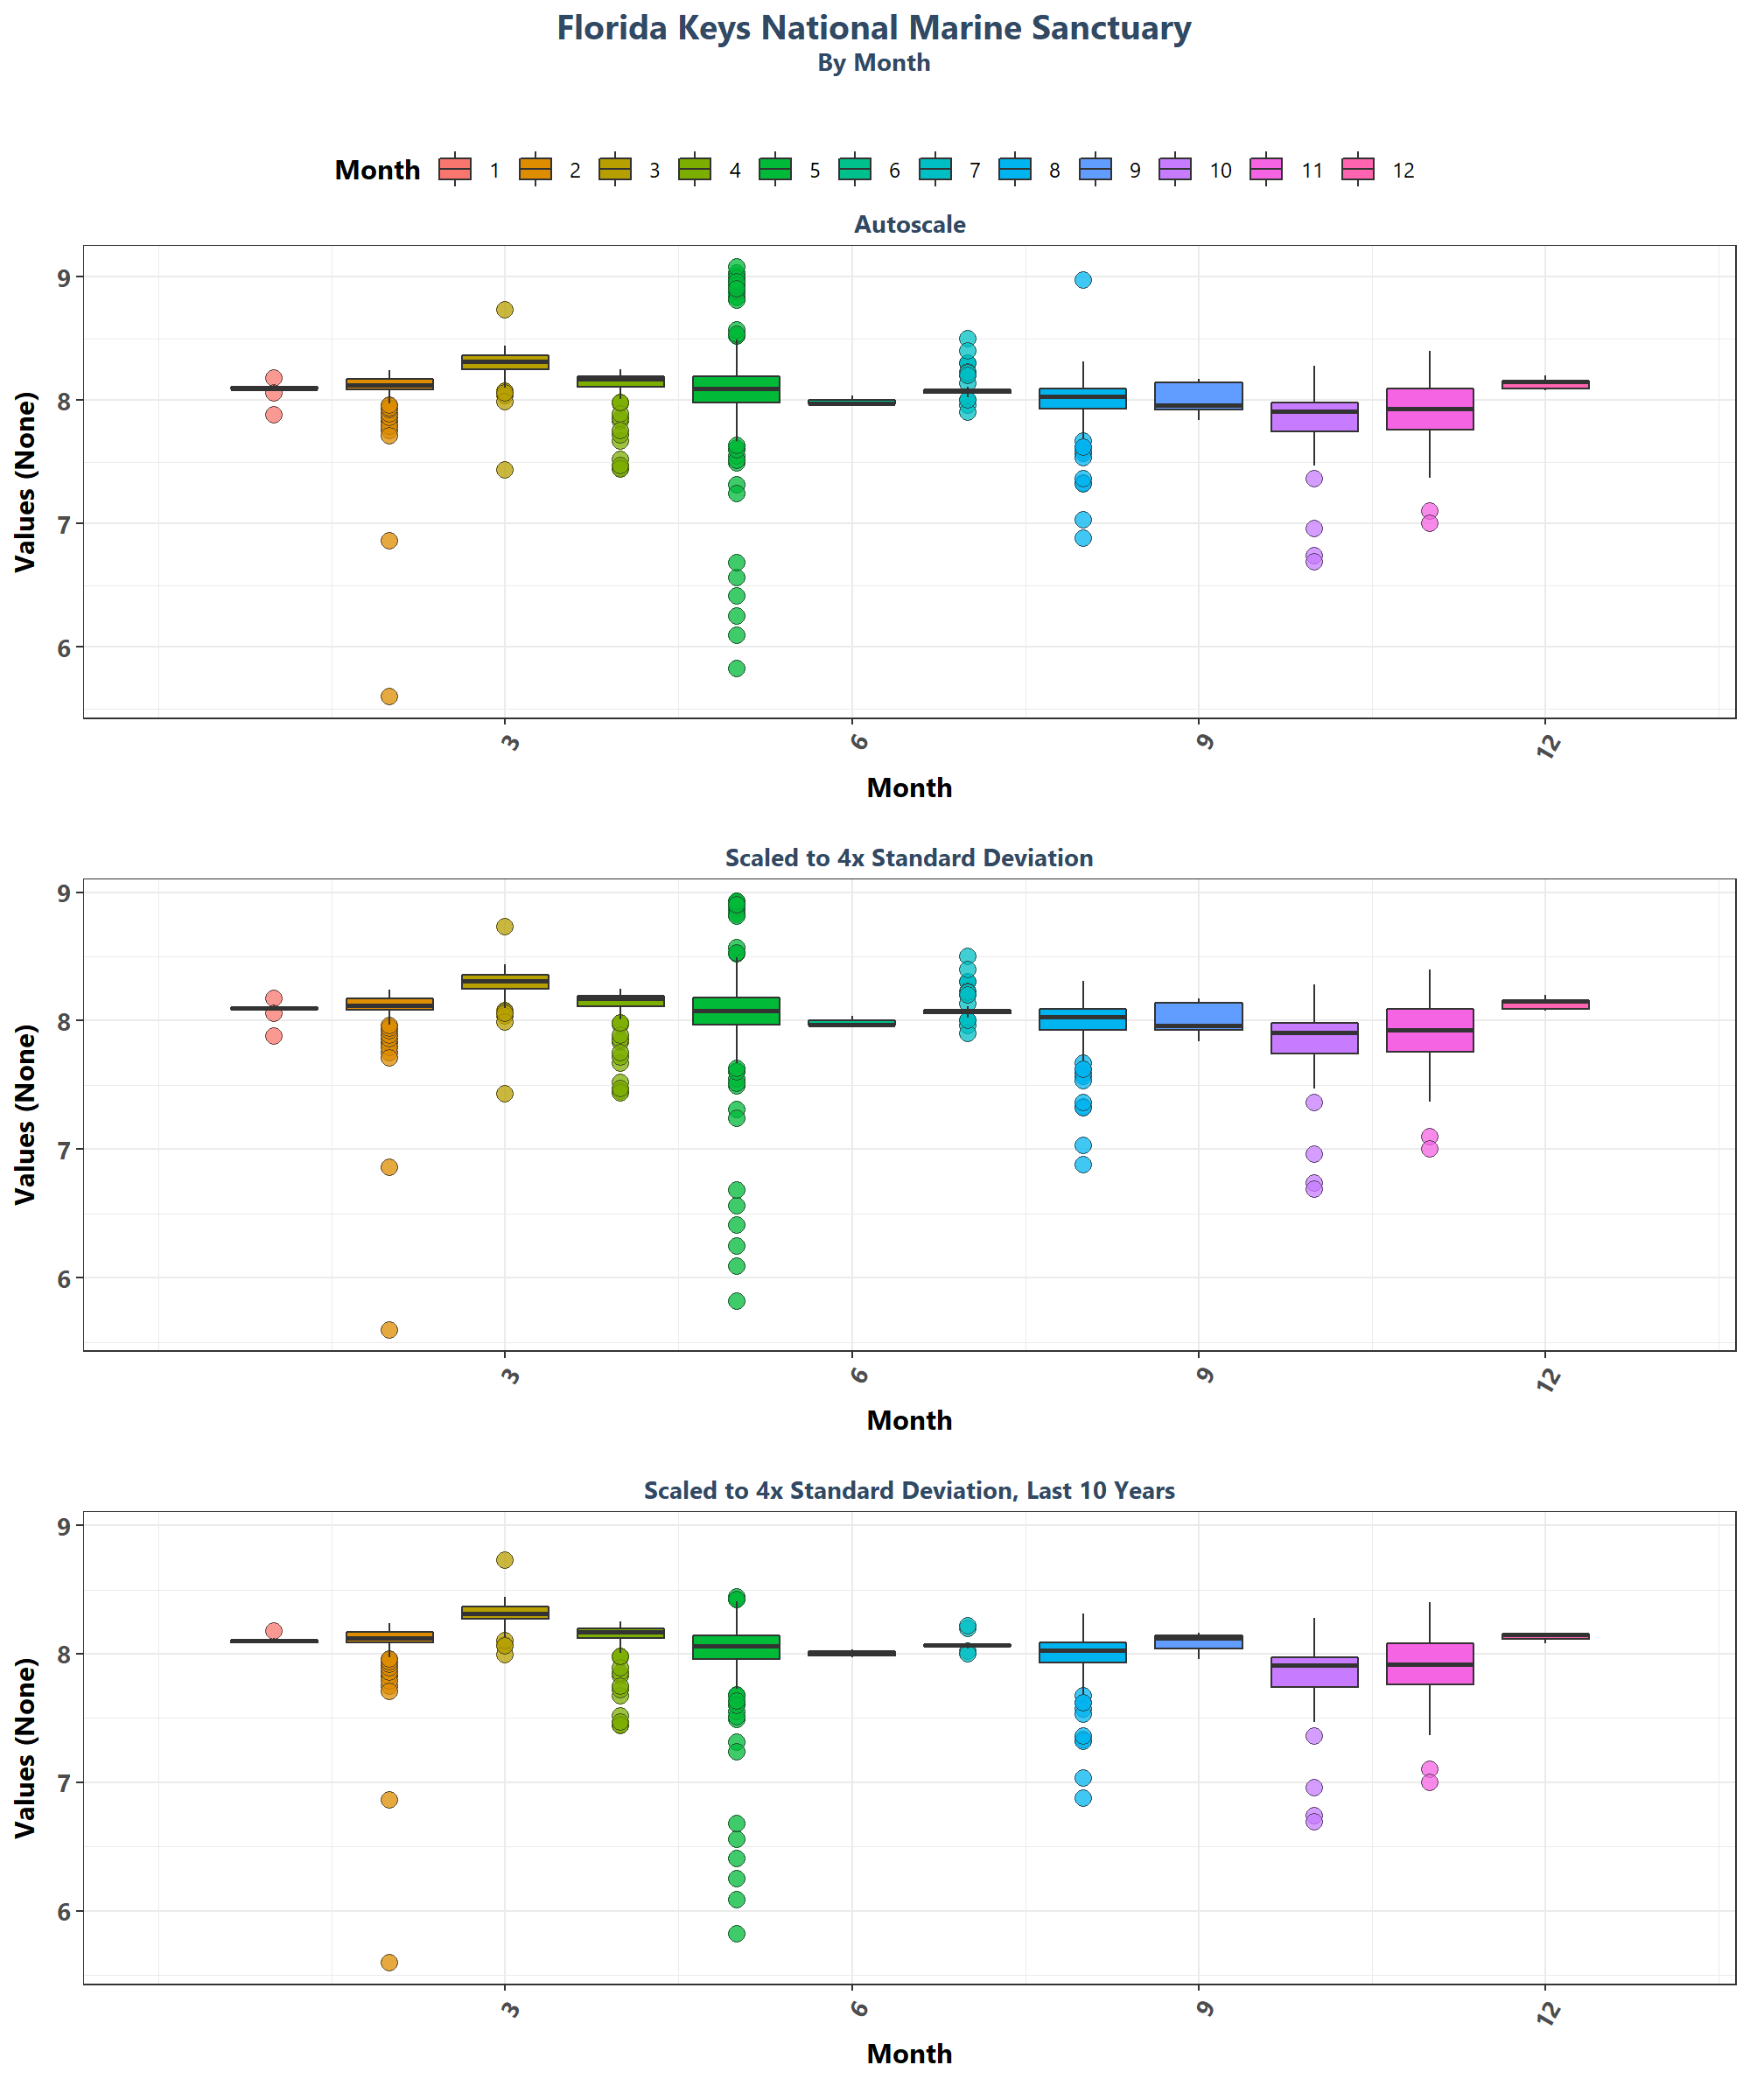 Florida Keys National Marine Sanctuary
By Month
Month 1 2 3 4 5 6 7 8 9 10 11 12
Autoscale
Values (None)
9
8
7
6
3 6 9 12
Month
Scaled to 4x Standard Deviation
Values (None)
9
8
7
6
3 6 9 12
Month
Scaled to 4x Standard Deviation, Last 10 Years
Values (None)
9
8
7
6
3 6 9 12
Month